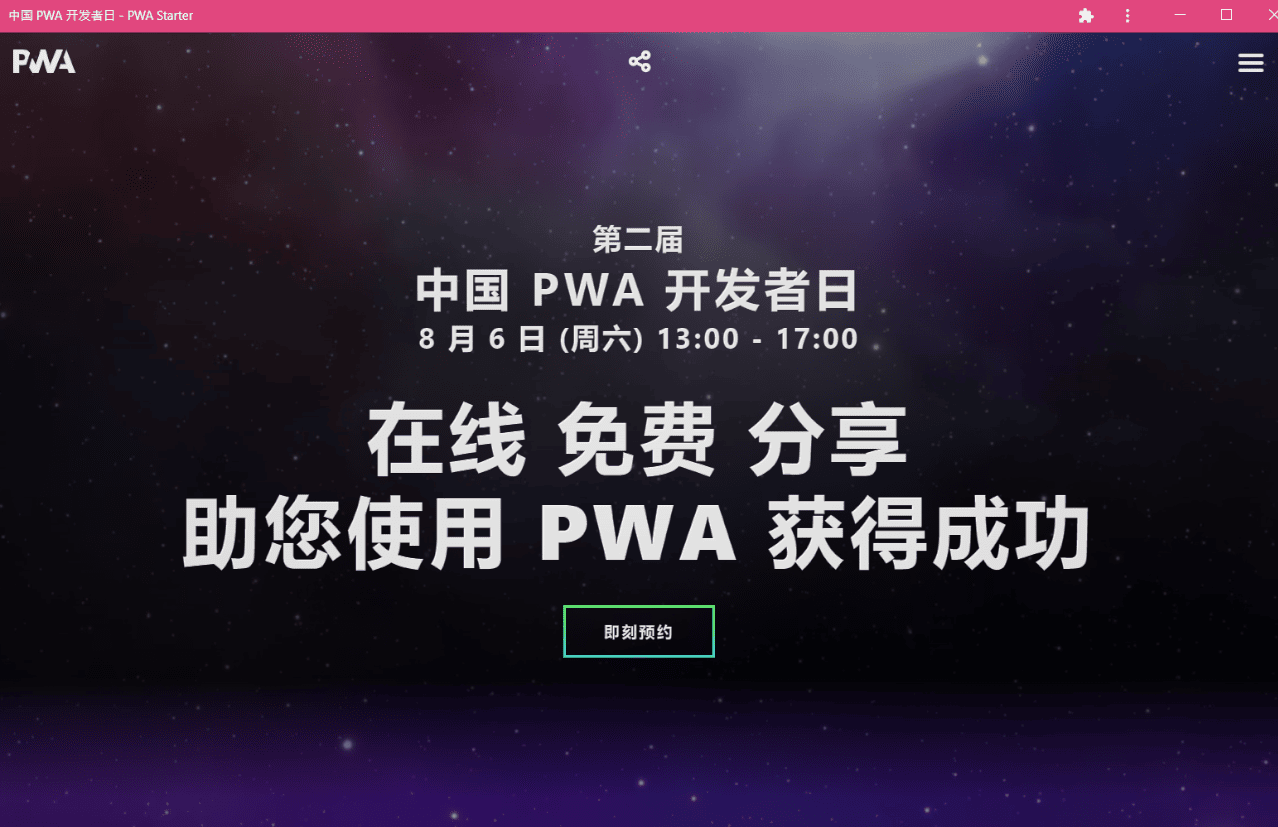 中国 PWA 开发者日 - PWA Starter
PWA
第二届
中国 PWA 开发者日
8 月 6 日 (周六) 13:00 - 17:00
在线 免费 分享
助您使用 PWA 获得成功
即刻预约